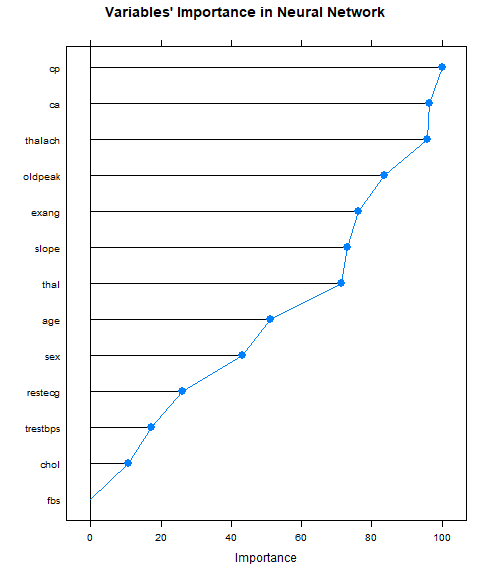 Variables' Importance in Neural Network
cp
ca
thalach
oldpeak
exang
slope
thal
age
sex
restecg
trestbps
chol
fbs
0 20 40 60 80 100
Importance